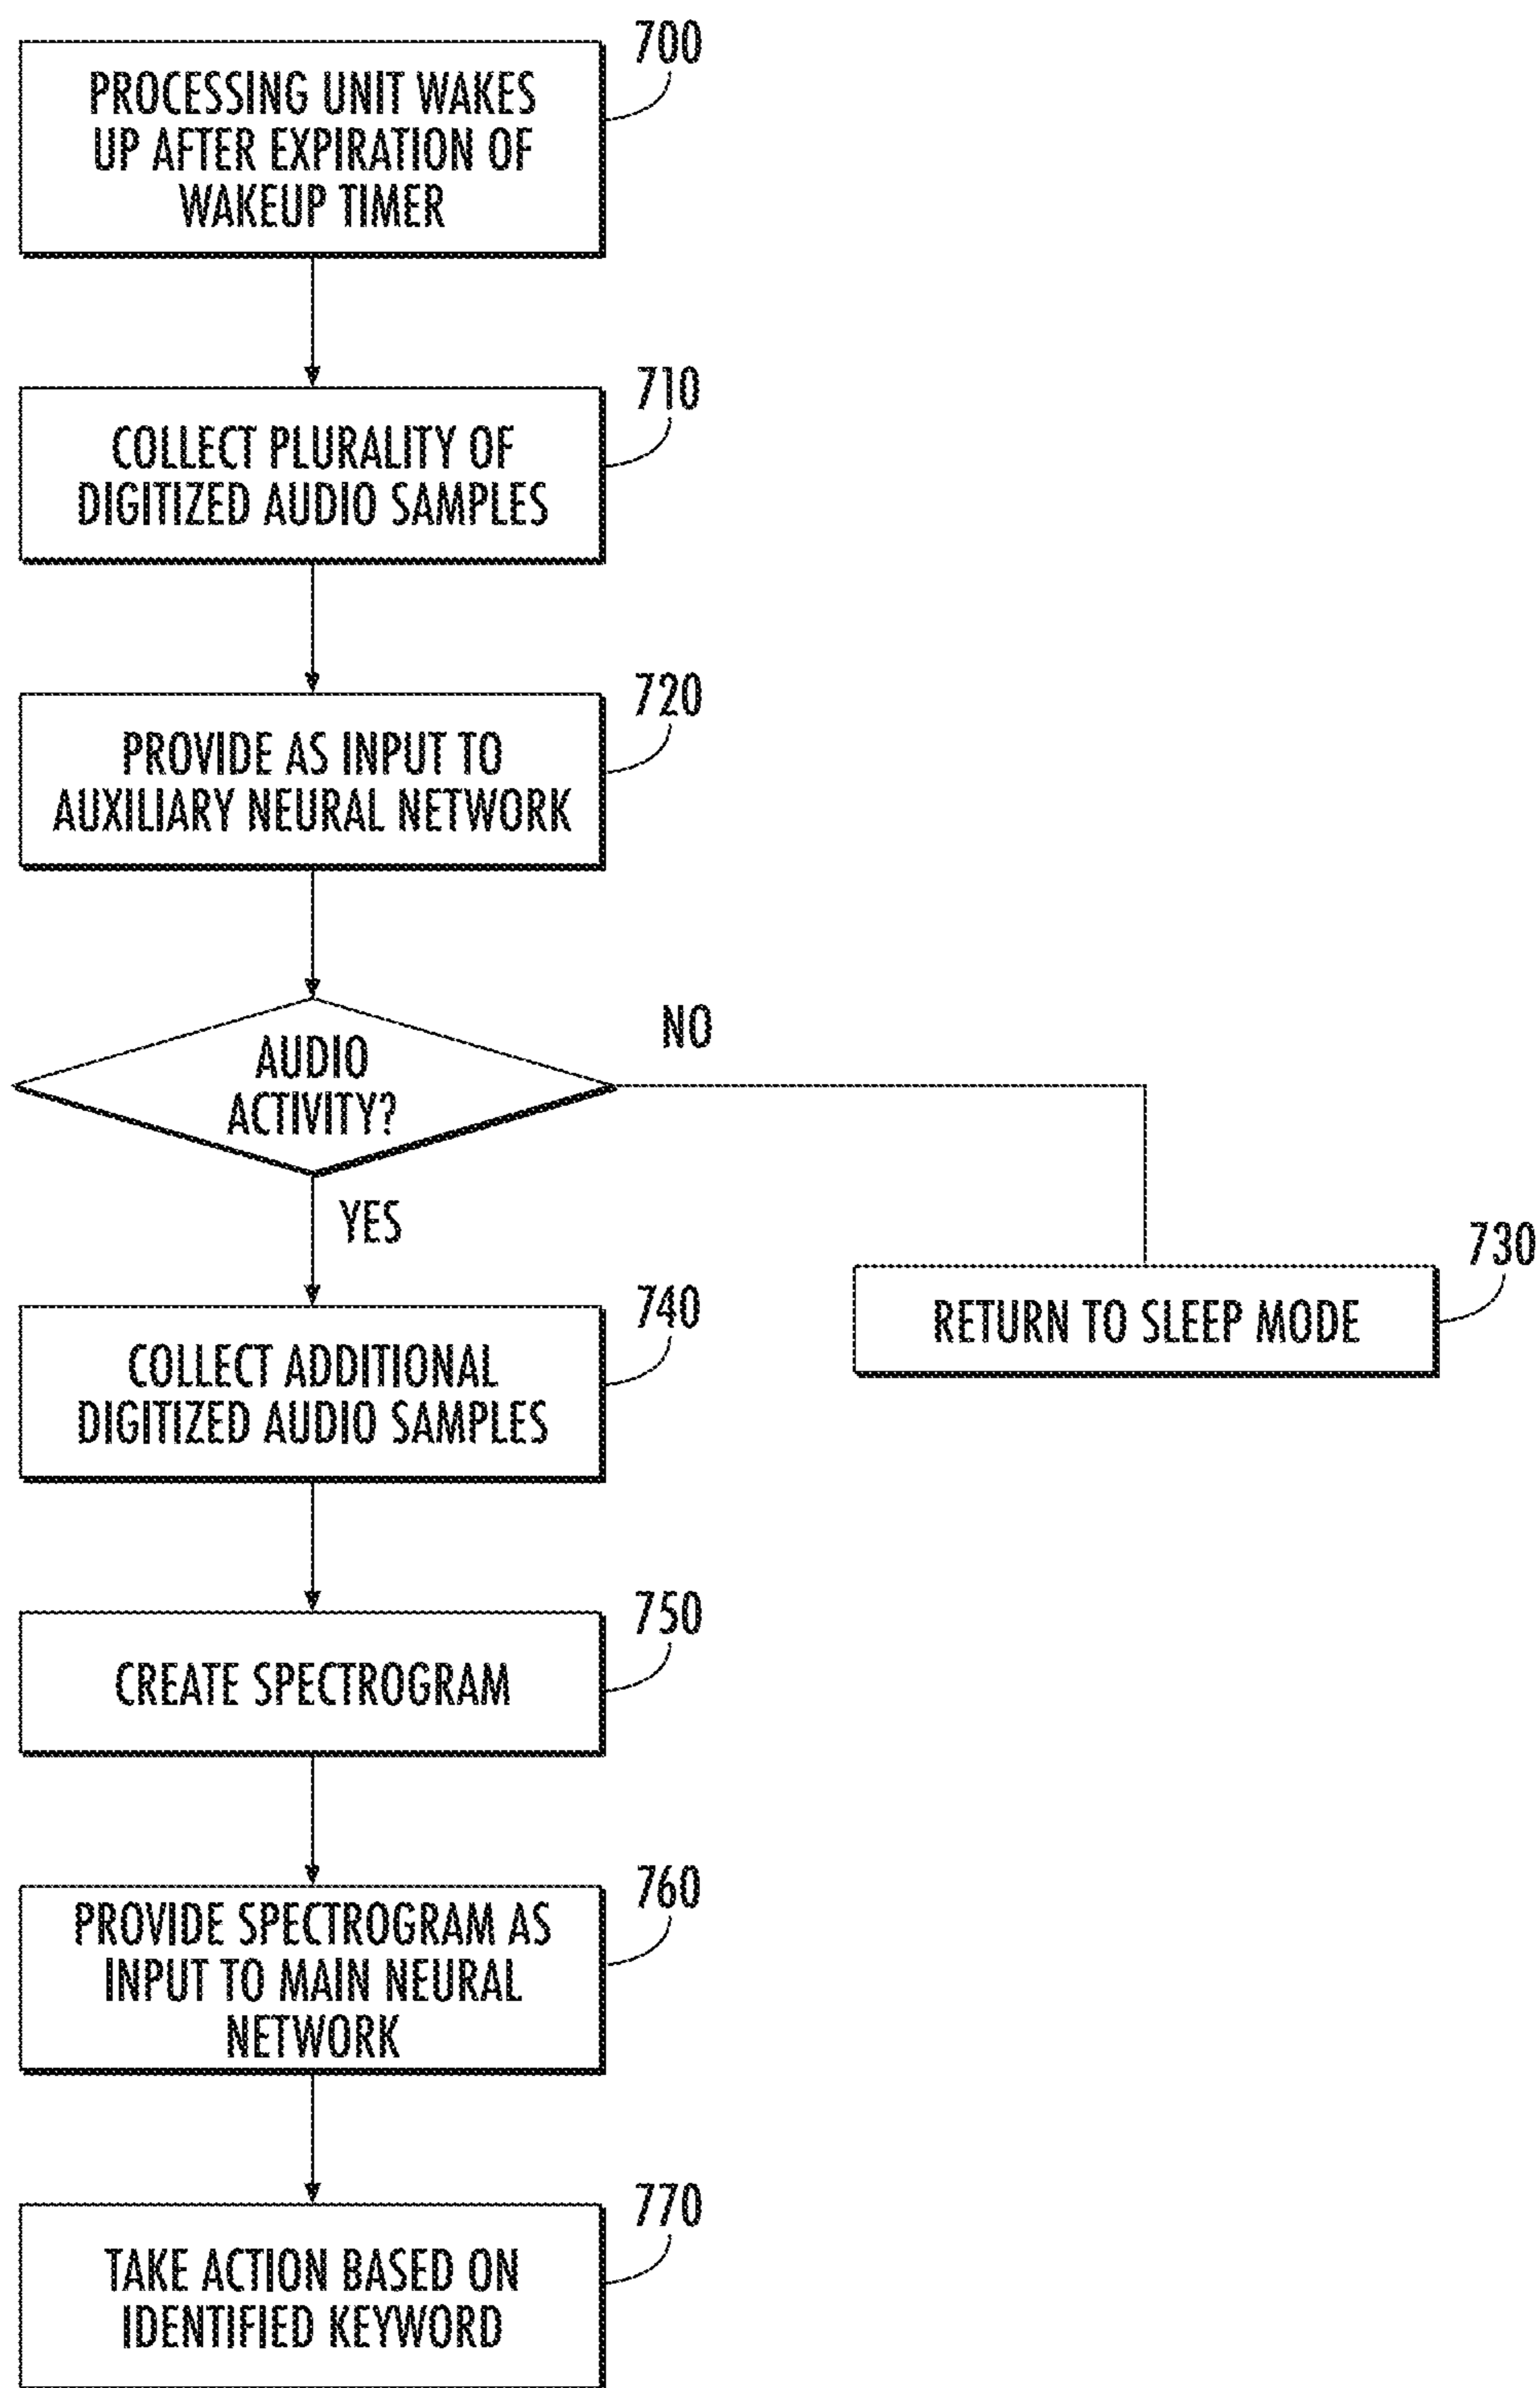 700
PROCESSING UNIT WAKES
UP AFTER EXPIRATION OF
WAKEUP TIMER
710
COLLECT PLURALITY OF
DIGITIZED AUDIO SAMPLES
720
PROVIDE AS INPUT TO
AUXILIARY NEURAL NETWORK
AUDIO
ACTIVITY?
NO
YES
730
RETURN TO SLEEP MODE
740
COLLECT ADDITIONAL
DIGITIZED AUDIO SAMPLES
750
CREATE SPECTROGRAM
760
PROVIDE SPECTROGRAM AS
INPUT TO MAIN NEURAL
NETWORK
770
TAKE ACTION BASED ON
IDENTIFIED KEYWORD